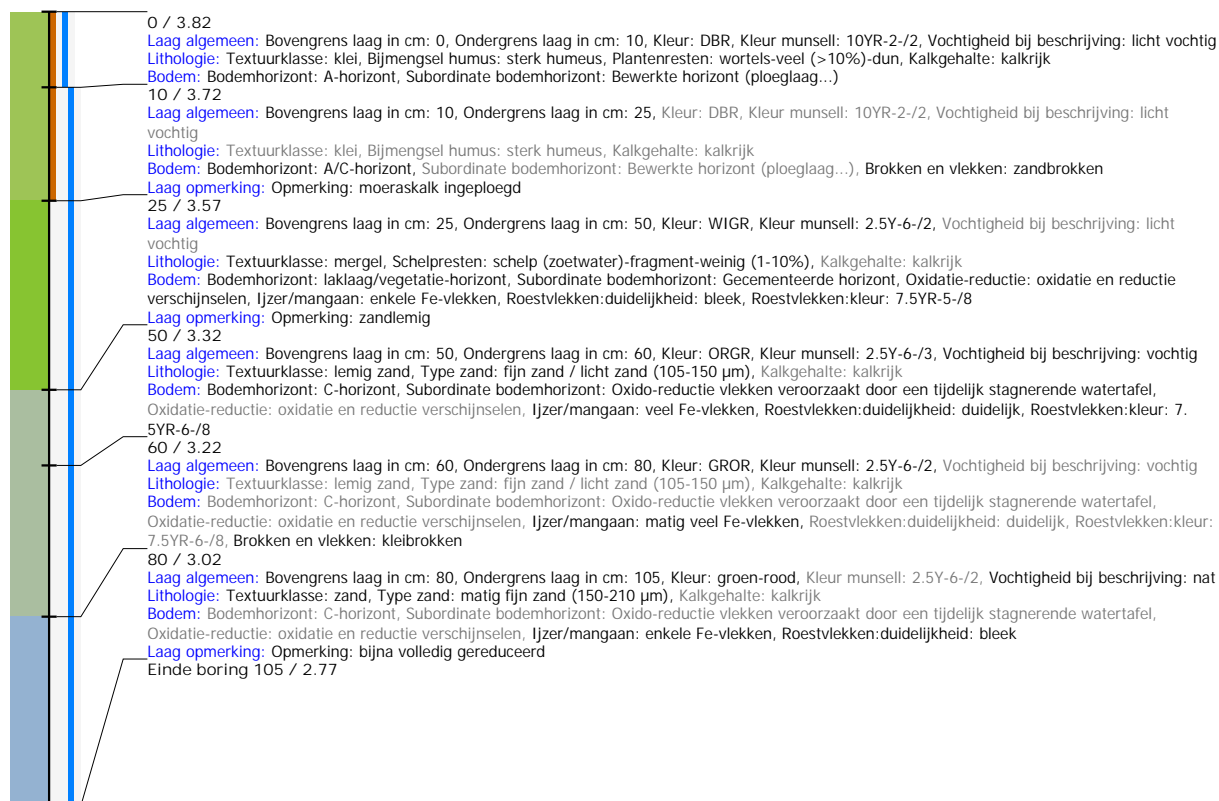 0 / 3.82
Laag algemeen: Bovengrens laag in cm: 0, Ondergrens laag in cm: 10, Kleur: DBR, Kleur munsell: 10YR-2-/2, Vochtigheid bij beschrijving: licht vochtig
Lithologie: Textuurklasse: klei, Bijmengsel humus: sterk humeus, Plantenresten: wortels-veel (>10%)-dun, Kalkgehalte: kalkrijk
Bodem: Bodemhorizont: A-horizont, Subordinate bodemhorizont: Bewerkte horizont (ploeglaag...)
10 / 3.72
Laag algemeen: Bovengrens laag in cm: 10, Ondergrens laag in cm: 25, Kleur: DBR, Kleur munsell: 10YR-2-/2, Vochtigheid bij beschrijving: licht
vochtig
Lithologie: Textuurklasse: klei, Bijmengsel humus: sterk humeus, Kalkgehalte: kalkrijk
Bodem: Bodemhorizont: A/C-horizont, Subordinate bodemhorizont: Bewerkte horizont (ploeglaag...), Brokken en vlekken: zandbrokken
Laag opmerking: Opmerking: moeraskalk ingeploegd
25 / 3.57
Laag algemeen: Bovengrens laag in cm: 25, Ondergrens laag in cm: 50, Kleur: WIGR, Kleur munsell: 2.5Y-6-/2, Vochtigheid bij beschrijving: licht
vochtig
Lithologie: Textuurklasse: mergel, Schelpresten: schelp (zoetwater)-fragment-weinig (1-10%), Kalkgehalte: kalkrijk
Bodem: Bodemhorizont: laklaag/vegetatie-horizont, Subordinate bodemhorizont: Gecementeerde horizont, Oxidatie-reductie: oxidatie en reductie
verschijnselen, Ijzer/mangaan: enkele Fe-vlekken, Roestvlekken:duidelijkheid: bleek, Roestvlekken:kleur: 7.5YR-5-/8
Laag opmerking: Opmerking: zandlemig
50 / 3.32
Laag algemeen: Bovengrens laag in cm: 50, Ondergrens laag in cm: 60, Kleur: ORGR, Kleur munsell: 2.5Y-6-/3, Vochtigheid bij beschrijving: vochtig
Lithologie: Textuurklasse: lemig zand, Type zand: fijn zand / licht zand (105-150 µm), Kalkgehalte: kalkrijk
Bodem: Bodemhorizont: C-horizont, Subordinate bodemhorizont: Oxido-reductie vlekken veroorzaakt door een tijdelijk stagnerende watertafel,
Oxidatie-reductie: oxidatie en reductie verschijnselen, Ijzer/mangaan: veel Fe-vlekken, Roestvlekken:duidelijkheid: duidelijk, Roestvlekken:kleur: 7.
5YR-6-/8
60 / 3.22
Laag algemeen: Bovengrens laag in cm: 60, Ondergrens laag in cm: 80, Kleur: GROR, Kleur munsell: 2.5Y-6-/2, Vochtigheid bij beschrijving: vochtig
Lithologie: Textuurklasse: lemig zand, Type zand: fijn zand / licht zand (105-150 µm), Kalkgehalte: kalkrijk
Bodem: Bodemhorizont: C-horizont, Subordinate bodemhorizont: Oxido-reductie vlekken veroorzaakt door een tijdelijk stagnerende watertafel,
Oxidatie-reductie: oxidatie en reductie verschijnselen, Ijzer/mangaan: matig veel Fe-vlekken, Roestvlekken:duidelijkheid: duidelijk, Roestvlekken:kleur:
7.5YR-6-/8, Brokken en vlekken: kleibrokken
80 / 3.02
Laag algemeen: Bovengrens laag in cm: 80, Ondergrens laag in cm: 105, Kleur: groen-rood, Kleur munsell: 2.5Y-6-/2, Vochtigheid bij beschrijving: nat
Lithologie: Textuurklasse: zand, Type zand: matig fijn zand (150-210 µm), Kalkgehalte: kalkrijk
Bodem: Bodemhorizont: C-horizont, Subordinate bodemhorizont: Oxido-reductie vlekken veroorzaakt door een tijdelijk stagnerende watertafel,
Oxidatie-reductie: oxidatie en reductie verschijnselen, Ijzer/mangaan: enkele Fe-vlekken, Roestvlekken:duidelijkheid: bleek
Laag opmerking: Opmerking: bijna volledig gereduceerd
Einde boring 105 / 2.77